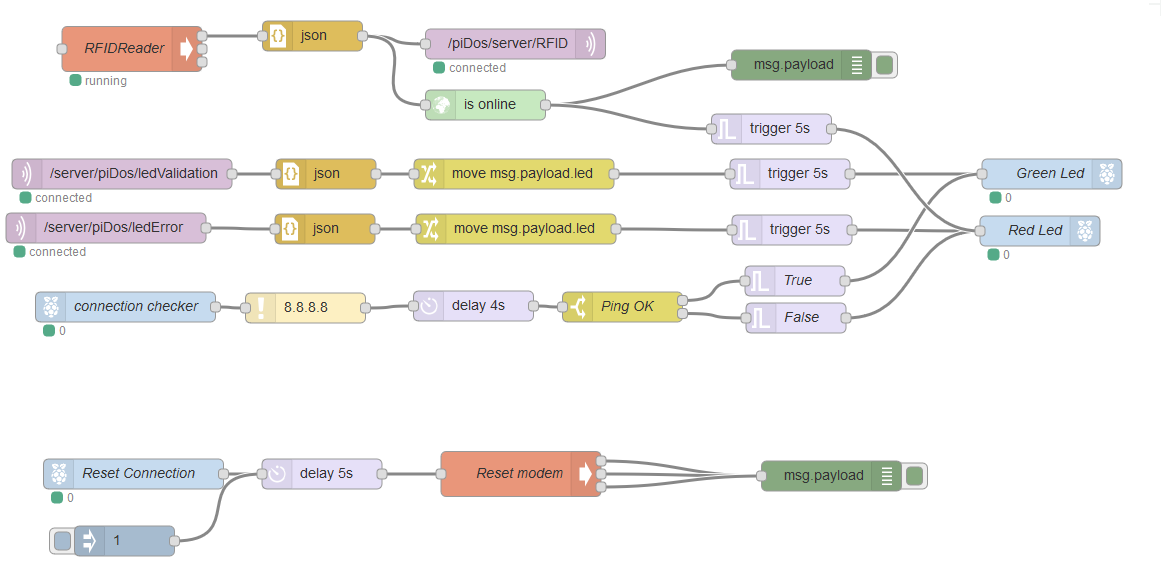 RFIDReader
running
json
/piDos/server/RFID
connected
is online
msg.payload
trigger 5s
/server/piDos/ledValidation
connected
json
move msg.payload.led
trigger 5s
Green Led
0
/server/piDos/ledError
connected
json
move msg.payload.led
trigger 5s
Red Led
0
connection checker
0
8.8.8.8
delay 4s
Ping OK
True
False
Reset Connection
0
delay 5s
Reset modem
msg.payload
1